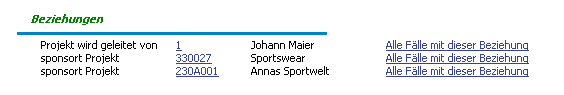 Beziehungen
Projekt wird geleitet von 1 Johann Maier Alle Fälle mit dieser Beziehung
sponsort Projekt 330027 Sportswear Alle Fälle mit dieser Beziehung
sponsort Projekt 230A001 Annas Sportwelt Alle Fälle mit dieser Beziehung